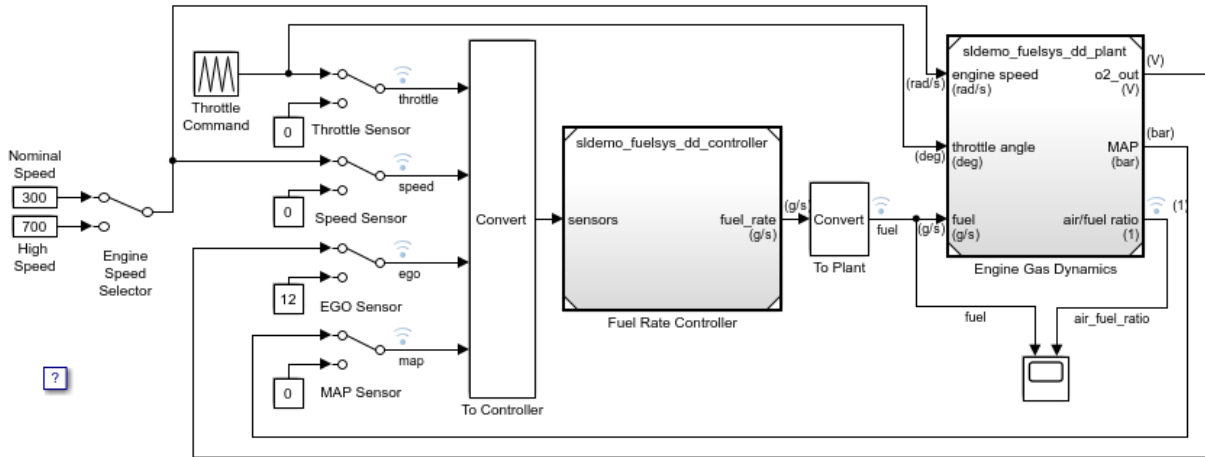 sldemo_fuelsys_dd_plant
(V)
(rad/s)
engine speed
(rad/s)
o2_out
(V)
throttle
Throttle
Command
0
Throttle Sensor
sldemo_fuelsys_dd_controller
(bar)
(deg)
throttle angle
(deg)
MAP
(bar)
Nominal
Speed
300
700
High
Speed
Engine
Speed
Selector
speed
0
Speed Sensor
Convert
sensors
fuel_rate
(g/s)
(g/s)
Convert
To Plant
fuel
(g/s)
fuel
(g/s)
air/fuel ratio
(1)
(1)
Engine Gas Dynamics
ego
12
EGO Sensor
Fuel Rate Controller
fuel
air_fuel_ratio
map
0
MAP Sensor
To Controller
?